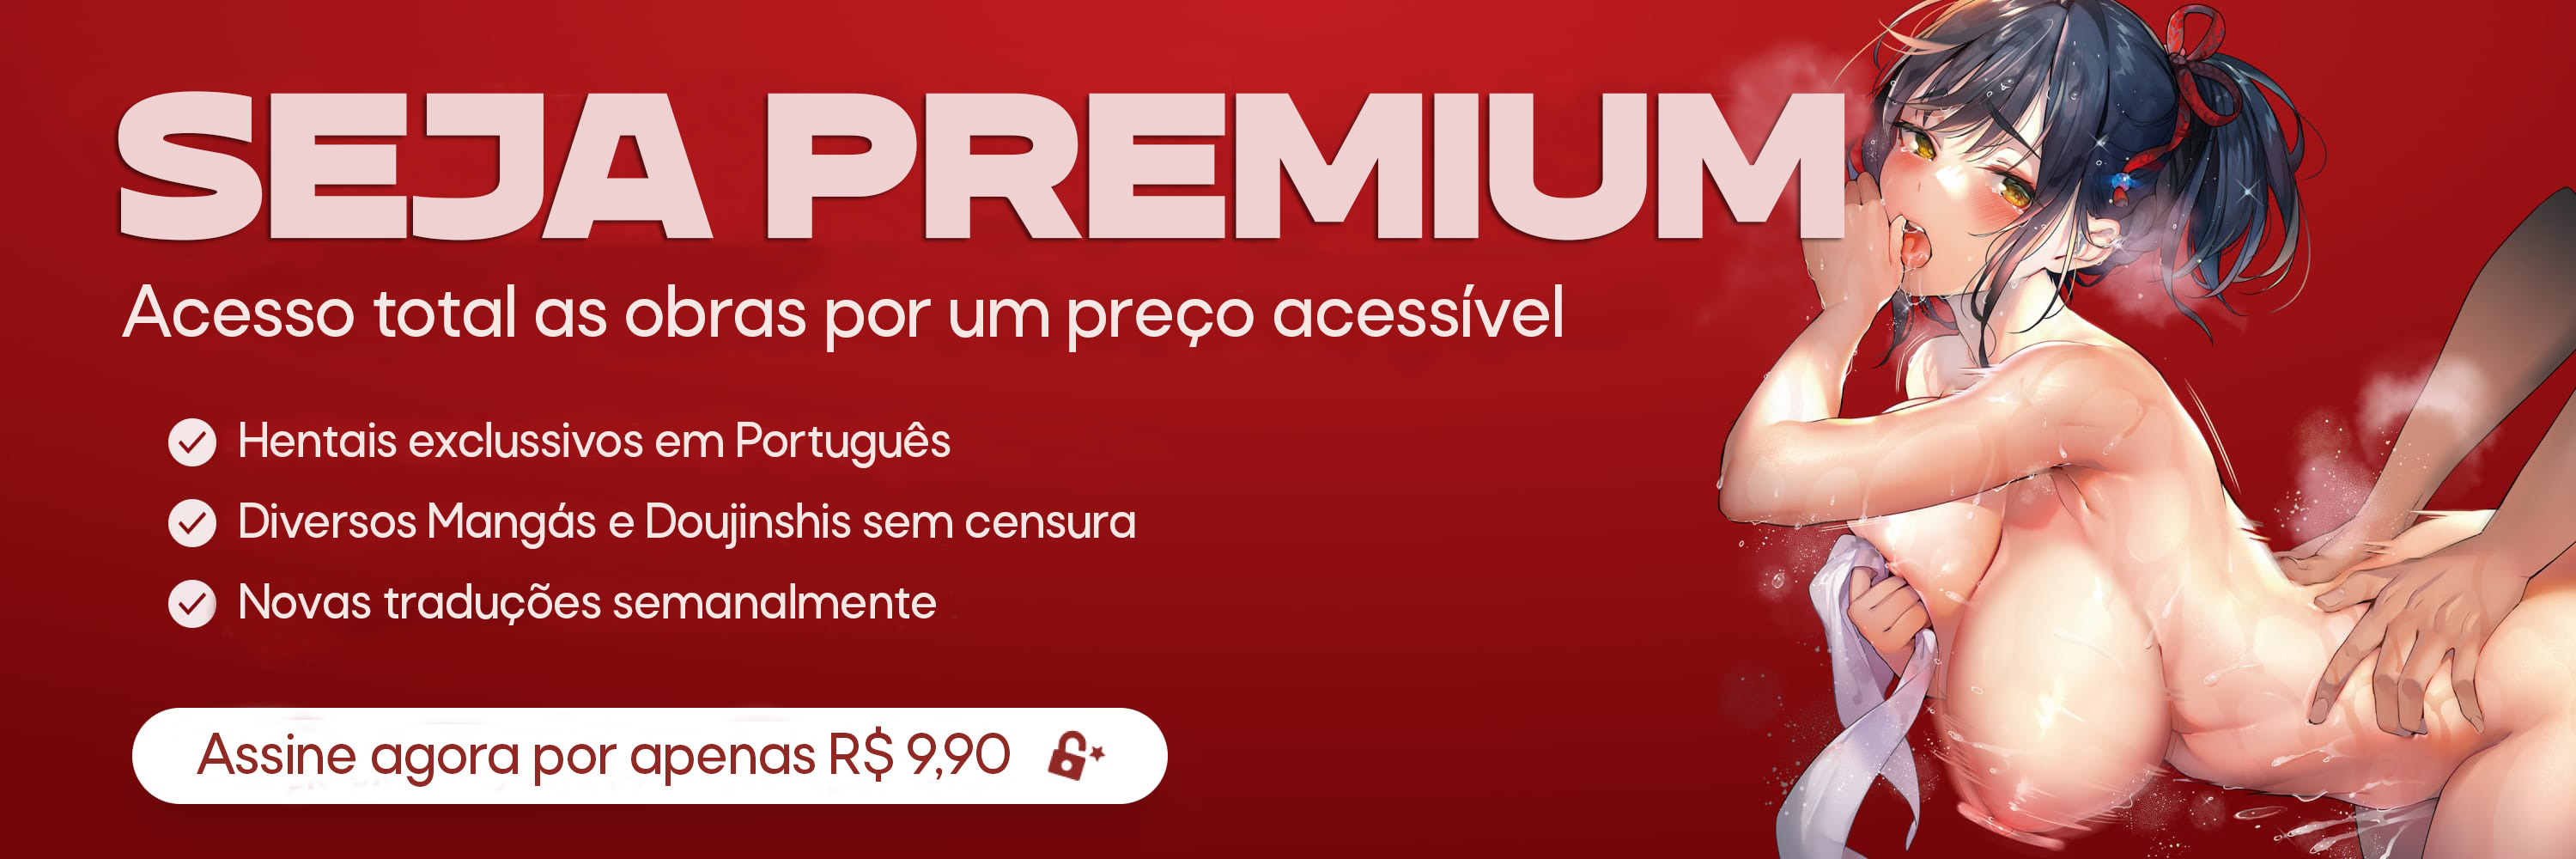 SEJA PREMIUM
Acesso total as obras por um preço acessível
Hentais exclussivos em Português
Diversos Mangás e Doujinshis sem censura
Novas traduções semanalmente
Assine agora por apenas R$ 9,90